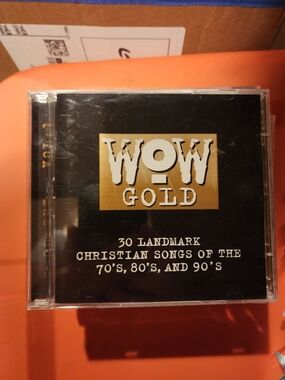 WOW
GOLD
30 LANDMARK
CHRISTIAN SONGS OF THE
70'S, 80'S, AND 90'S